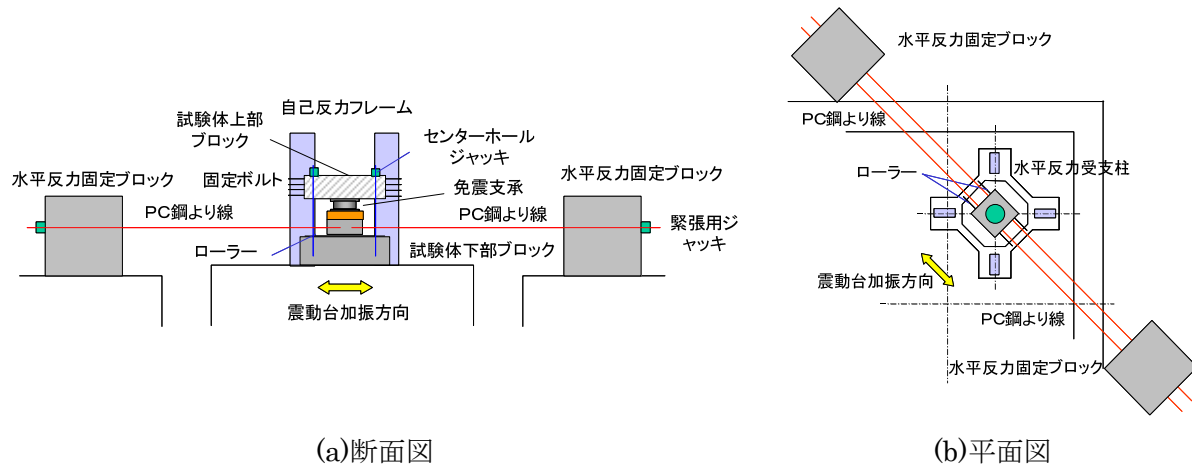 自己反力フレーム
試験体上部
ブロック
センターホール
ジャッキ
水平反力固定ブロック
固定ボルト
免震支承
水平反力固定ブロック
PC鋼より線
PC鋼より線
緊張用ジ
ャッキ
ローラー
試験体下部ブロック
震動台加振方向
(a)断面図
水平反力固定ブロック
PC鋼より線
水平反力受支柱
ローラー
震動台加振方向
PC鋼より線
水平反力固定ブロック
(b)平面図